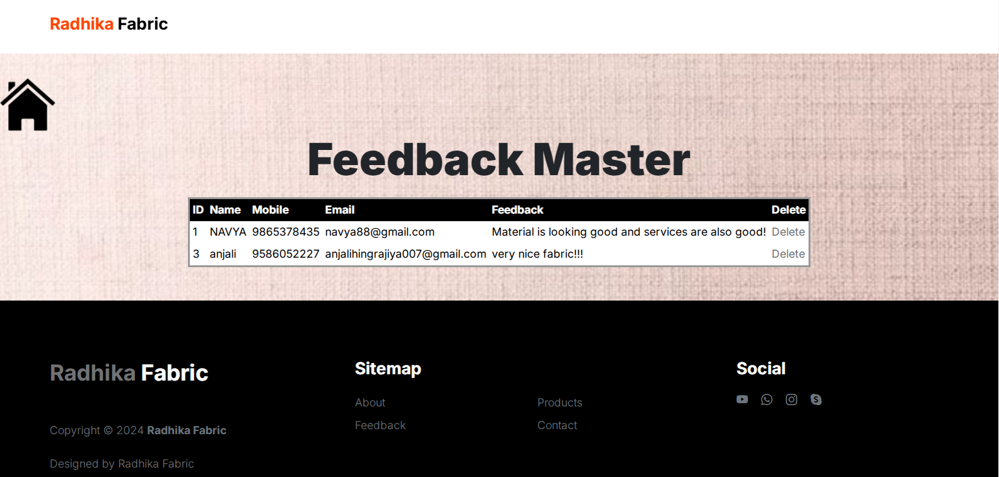 Radhika Fabric
Feedback Master
ID Name Mobile Email Feedback Delete
1 NAVYA 9865378435 navya88@gmail.com Material is looking good and services are also good! Delete
3 anjali 9586052227 anjalihingrajiya007@gmail.com very nice fabric!!! Delete
Radhika Fabric
Copyright © 2024 Radhika Fabric
Designed by Radhika Fabric
Sitemap
About
Feedback
Products
Contact
Social